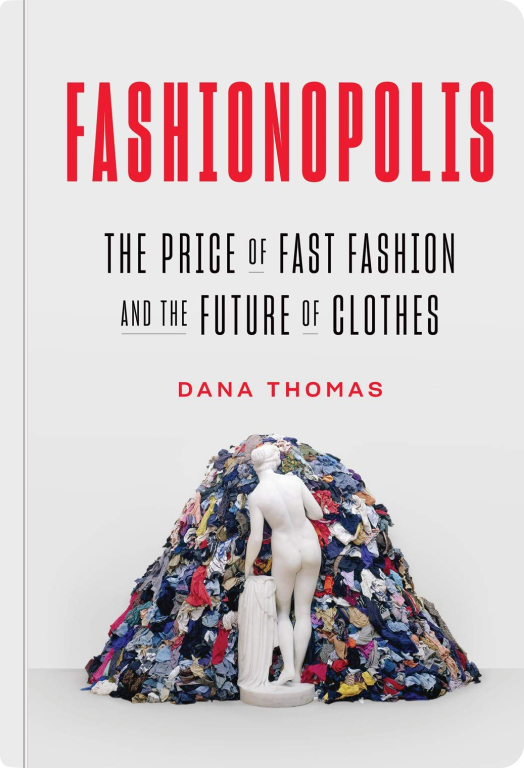 FASHIONOPOLIS
THE PRICE OF FAST FASHION
AND THE FUTURE OF CLOTHES
DANA THOMAS